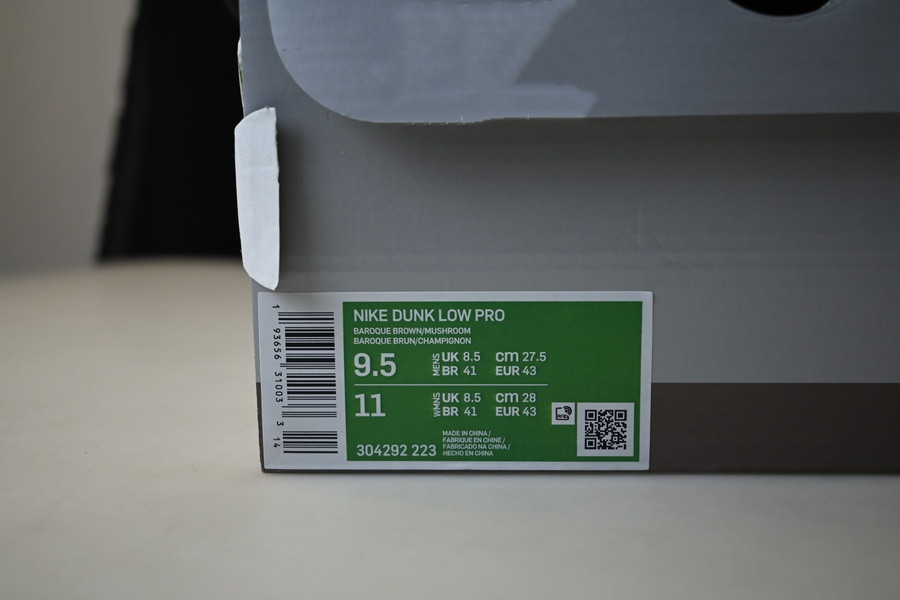 NIKE DUNK LOW PRO
BAROQUE BROWN/MUSHROOM
BAROQUE BRUN/CHAMPIGNON
9.5 MENS UK 8.5 cm 27.5
BR 41 EUR 43
11 WMNS UK 8.5 cm 28
BR 41 EUR 43
304292 223
MADE IN CHINA /
FABRIQUE EN CHINE /
FABRICADO NA CHINA /
HECHO EN CHINA
1 93656 31003 3 14